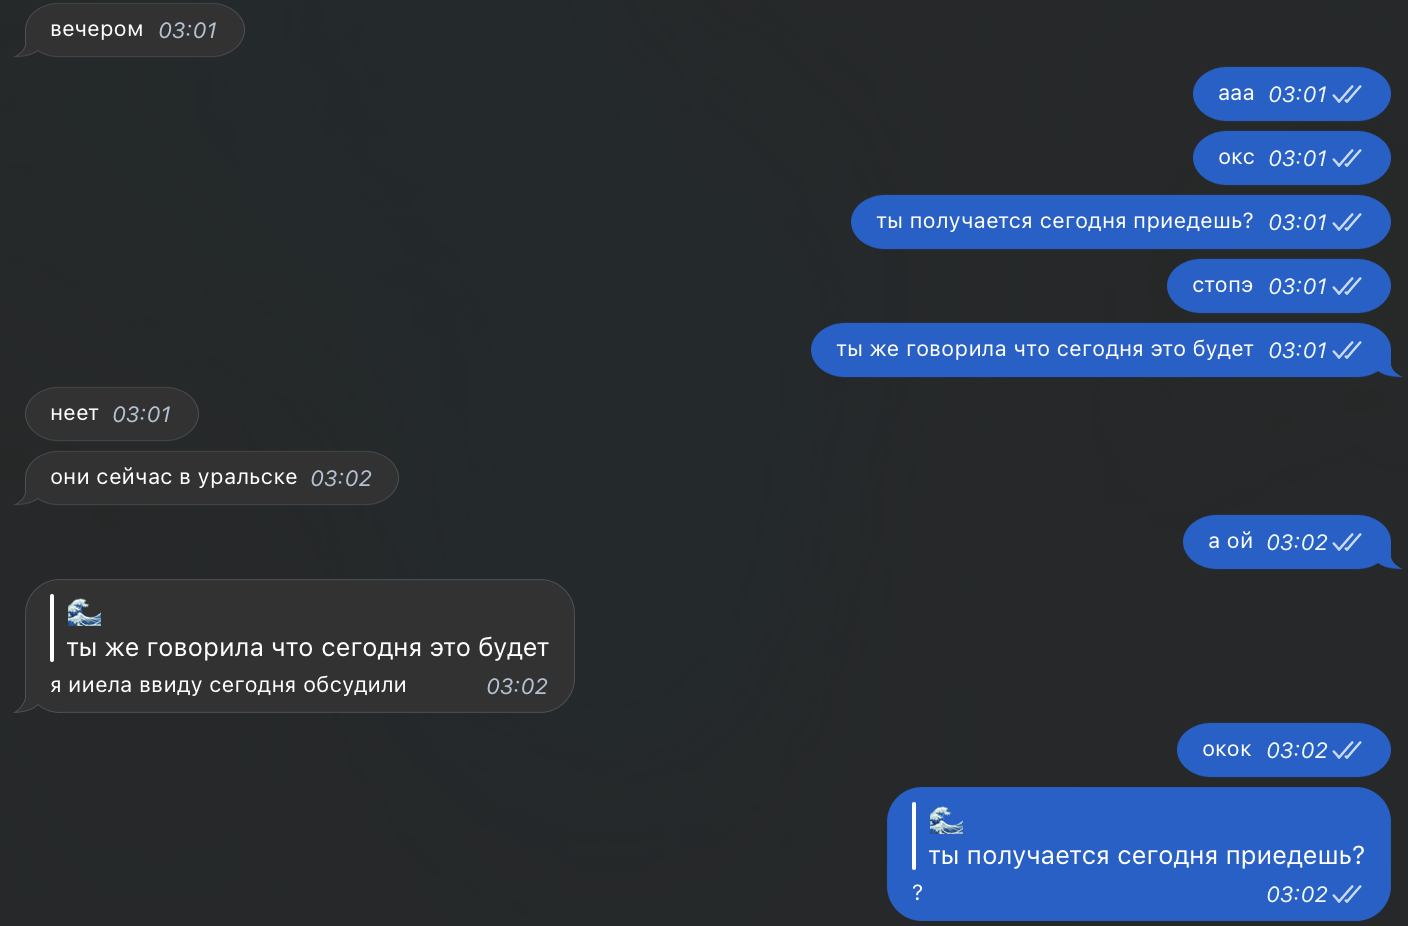 вечером 03:01
ааа 03:01
окс 03:01
ты получается сегодня приедешь? 03:01
стопэ 03:01
ты же говорила что сегодня это будет 03:01
неет 03:01
они сейчас в уральске 03:02
а ой 03:02
🌊
ты же говорила что сегодня это будет
я ииела ввиду сегодня обсудили 03:02
окок 03:02
🌊
ты получается сегодня приедешь?
? 03:02